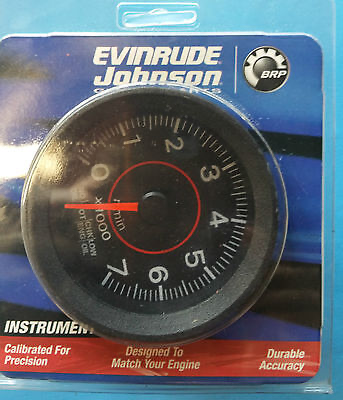 EVINRUDE
Johnson
BRP
0 1 2 3 4 5 6 7
r/min
x1000
INSTRUMENT
Calibrated For
Precision
Designed To
Match Your Engine
Durable
Accuracy